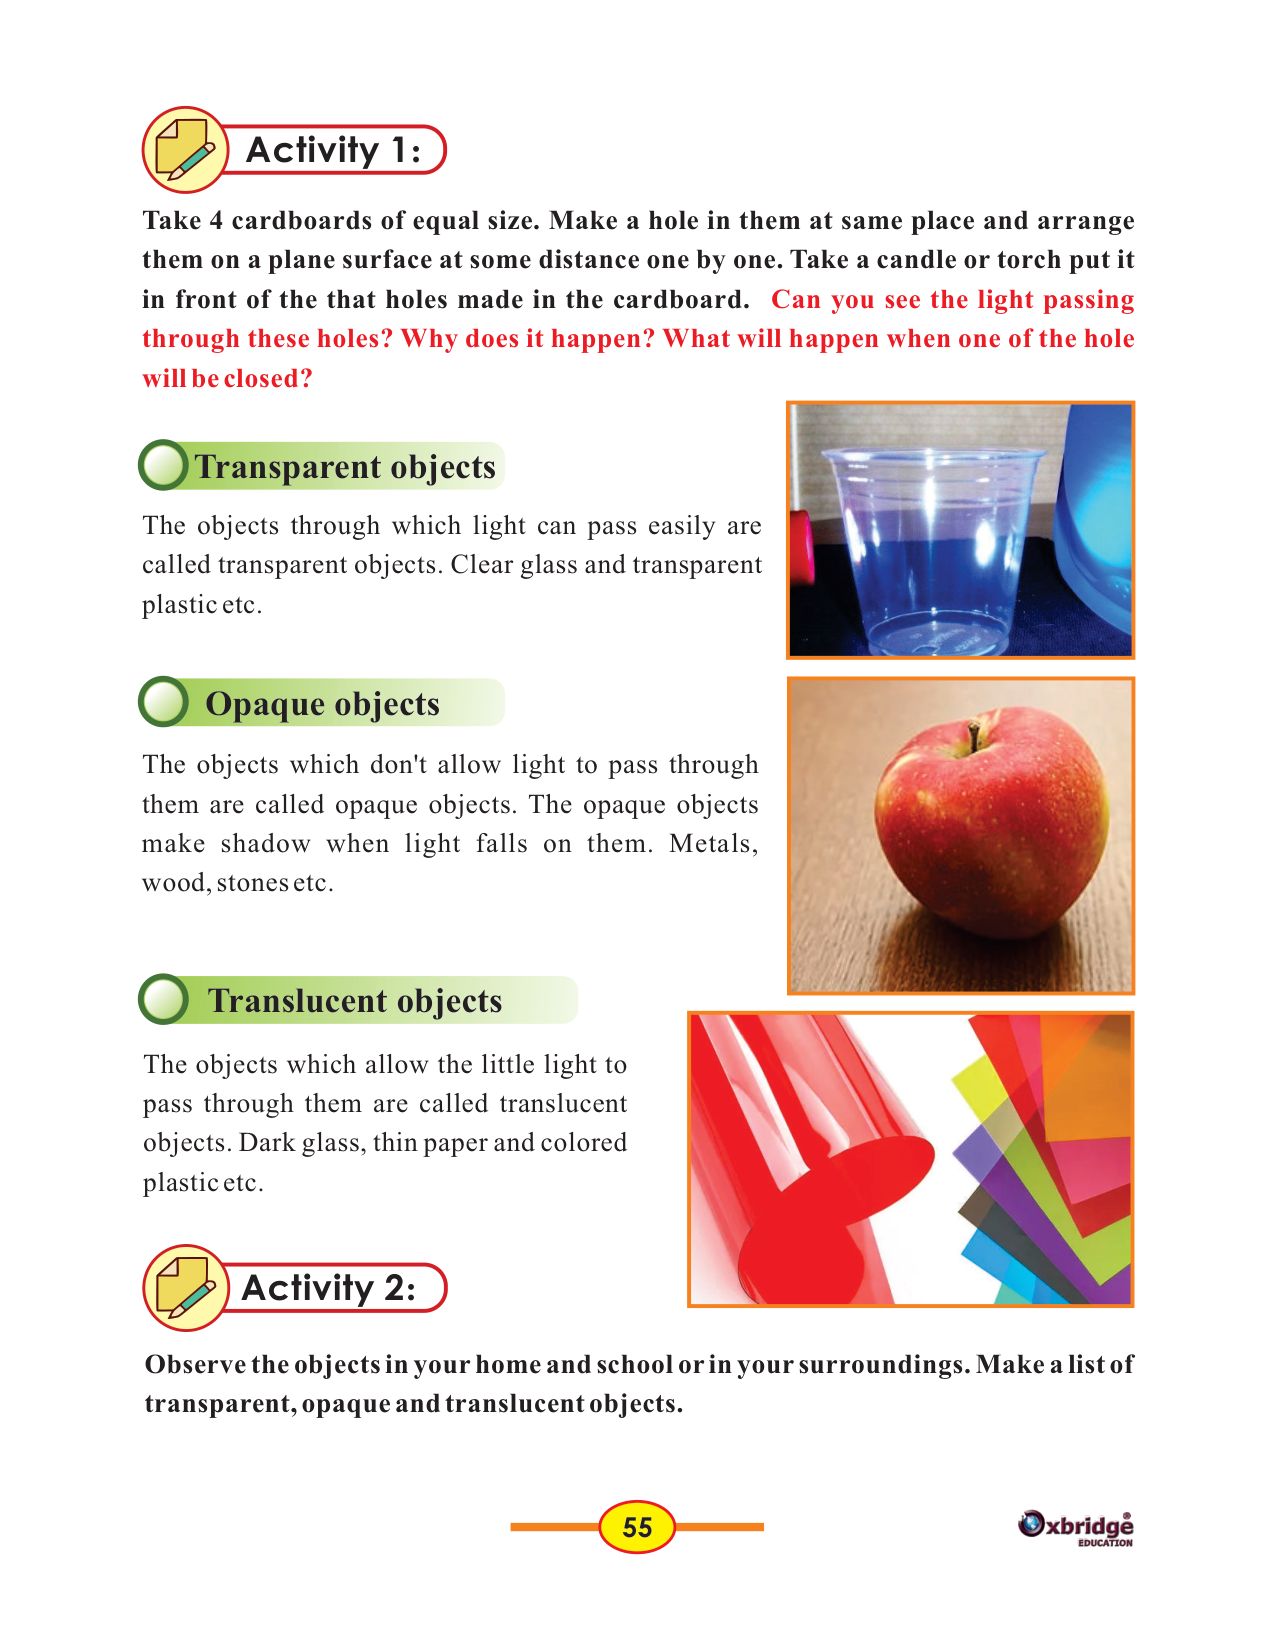 Activity 1:
Take 4 cardboards of equal size. Make a hole in them at same place and arrange
them on a plane surface at some distance one by one. Take a candle or torch put it
in front of the that holes made in the cardboard. Can you see the light passing
through these holes? Why does it happen? What will happen when one of the hole
will be closed?
Transparent objects
The objects through which light can pass easily are
called transparent objects. Clear glass and transparent
plastic etc.
Opaque objects
The objects which don't allow light to pass through
them are called opaque objects. The opaque objects
make shadow when light falls on them. Metals,
wood, stones etc.
Translucent objects
The objects which allow the little light to
pass through them are called translucent
objects. Dark glass, thin paper and colored
plastic etc.
Activity 2:
Observe the objects in your home and school or in your surroundings. Make a list of
transparent, opaque and translucent objects.
55
Oxbridge®
EDUCATION